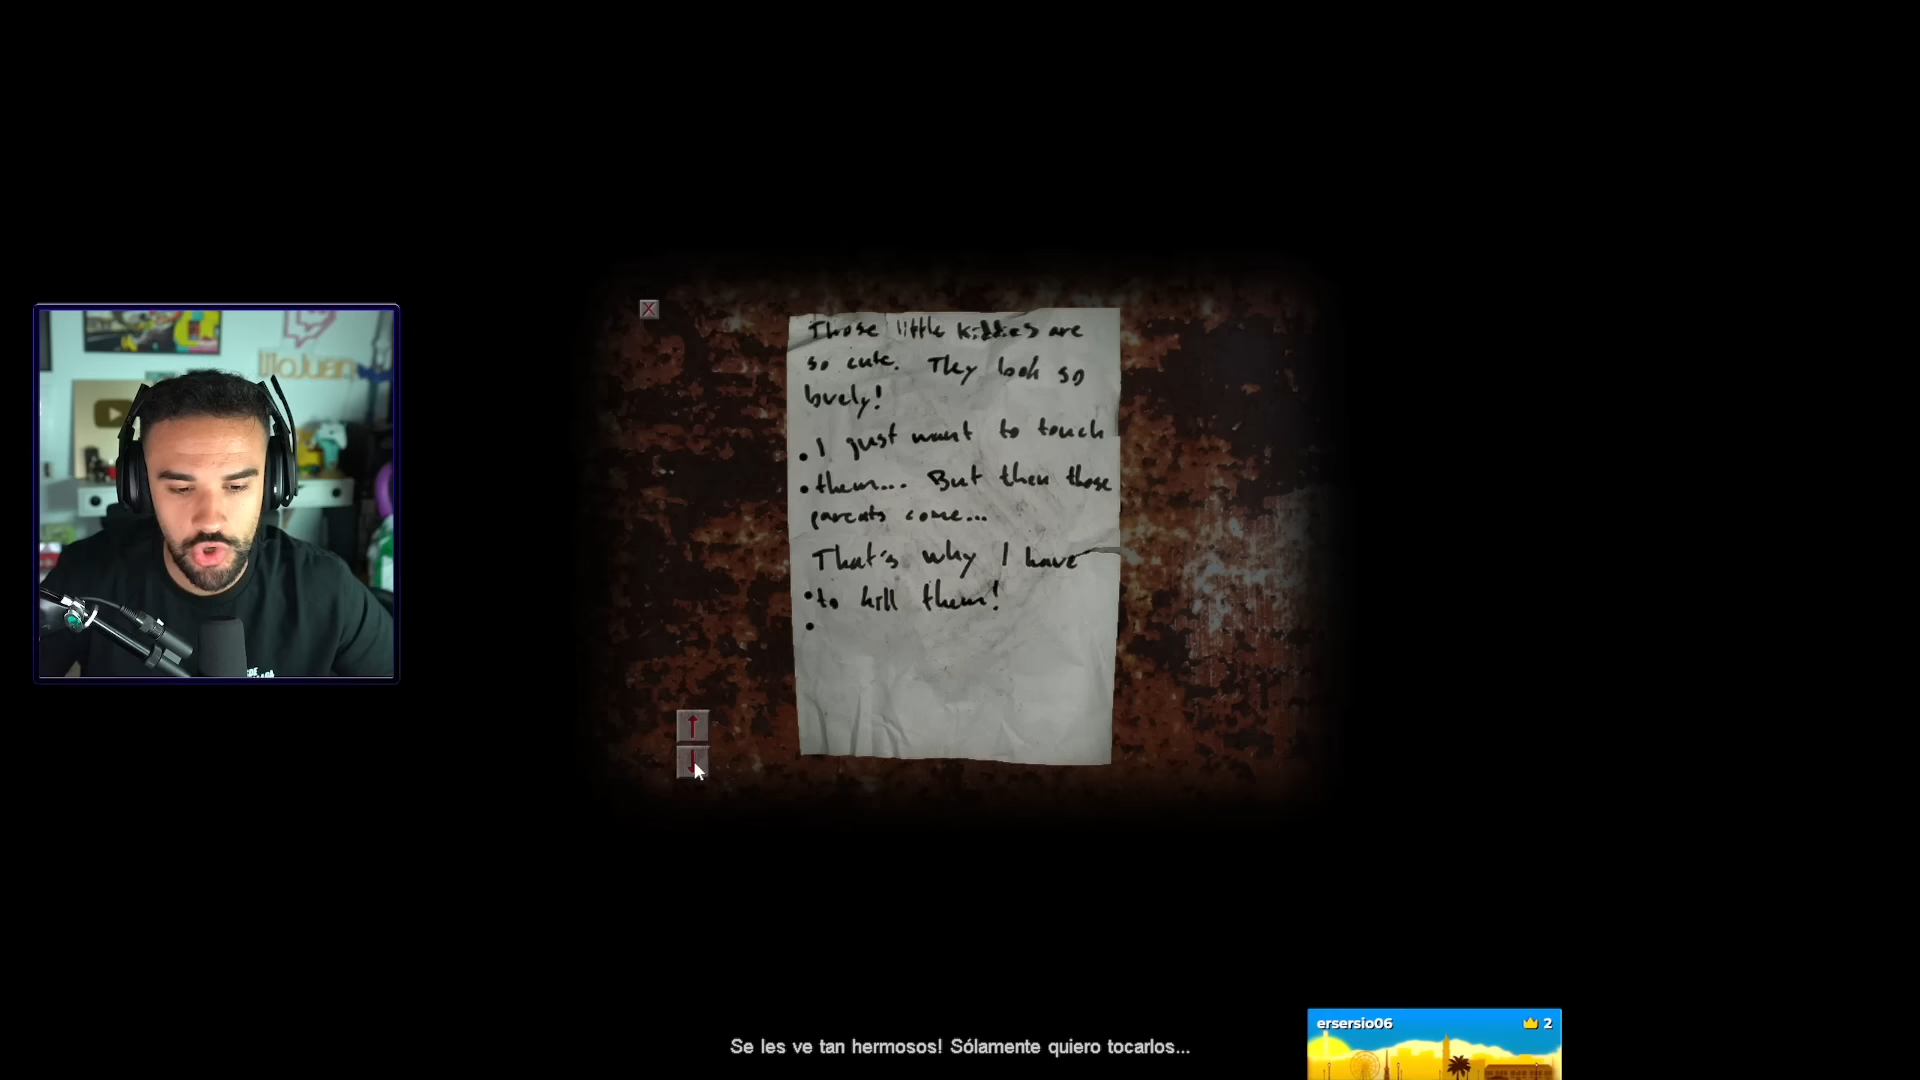 Those little kiddies are
so cute. They look so
lovely!
I just want to touch
them... But then those
parents come...
That's why I have
to kill them!
Se les ve tan hermosos! Sólamente quiero tocarlos...
ersersio06
2